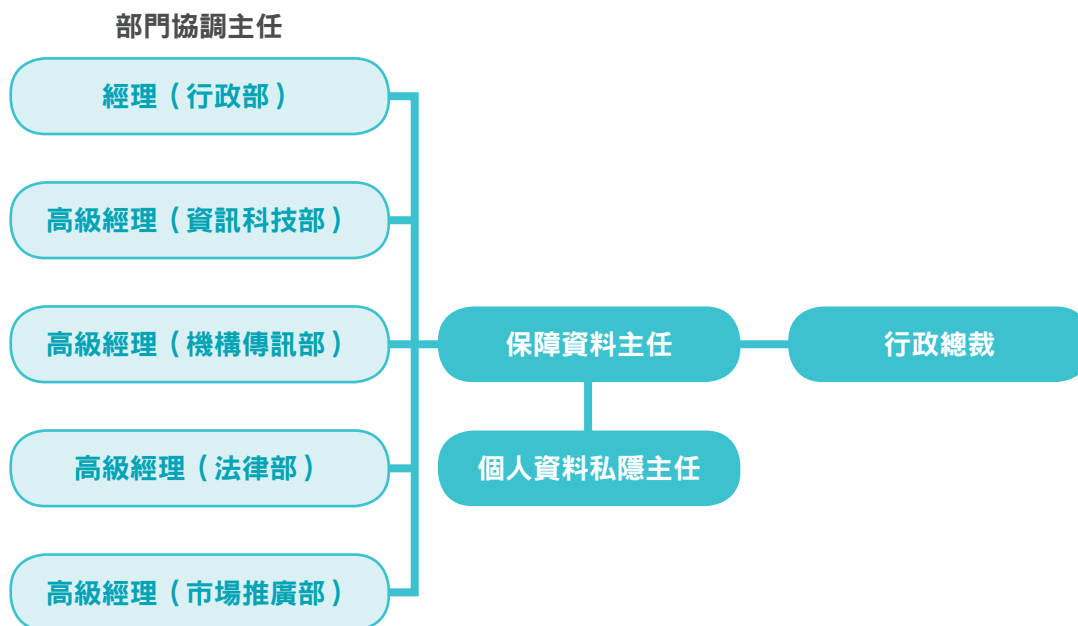 部門協調主任
經理（行政部）
高級經理（資訊科技部）
高級經理（機構傳訊部）
高級經理（法律部）
高級經理（市場推廣部）
保障資料主任
個人資料私隱主任
行政總裁